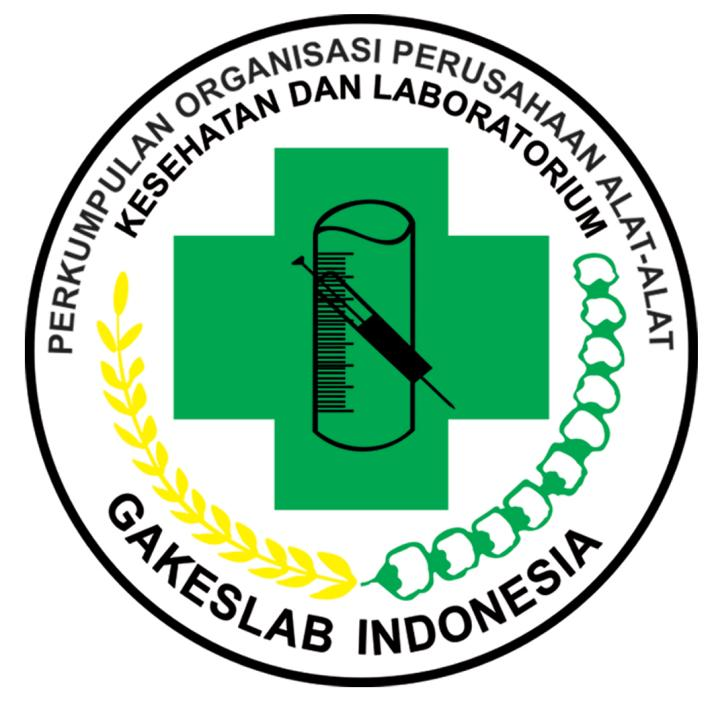 PERKUMPULAN ORGANISASI PERUSAHAAN ALAT-ALAT
KESEHATAN DAN LABORATORIUM
GAKESLAB INDONESIA